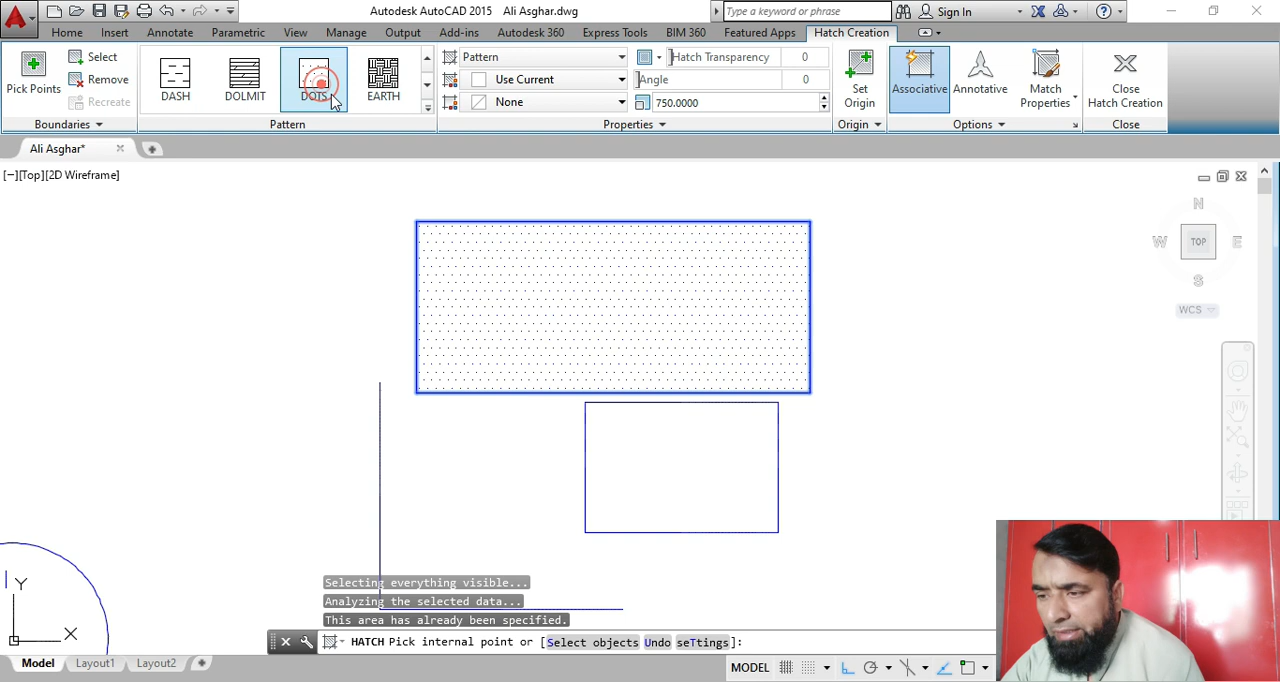 Autodesk AutoCAD 2015 Ali Asghar.dwg
Type a keyword or phrase
Sign In
Home Insert Annotate Parametric View Manage Output Add-ins Autodesk 360 Express Tools BIM 360 Featured Apps Hatch Creation
Pick Points
Select
Remove
Recreate
Boundaries
DASH
DOLMIT
DOTS
EARTH
Pattern
Pattern
Use Current
None
Hatch Transparency 0
Angle 0
750.0000
Properties
Set
Origin
Origin
Associative
Annotative
Match
Properties
Options
Close
Hatch Creation
Close
Ali Asghar*
[−][Top][2D Wireframe]
N
W TOP E
S
WCS
Y
X
Selecting everything visible...
Analyzing the selected data...
This area has already been specified.
HATCH Pick internal point or [Select objects Undo seTtings]:
Model Layout1 Layout2
MODEL